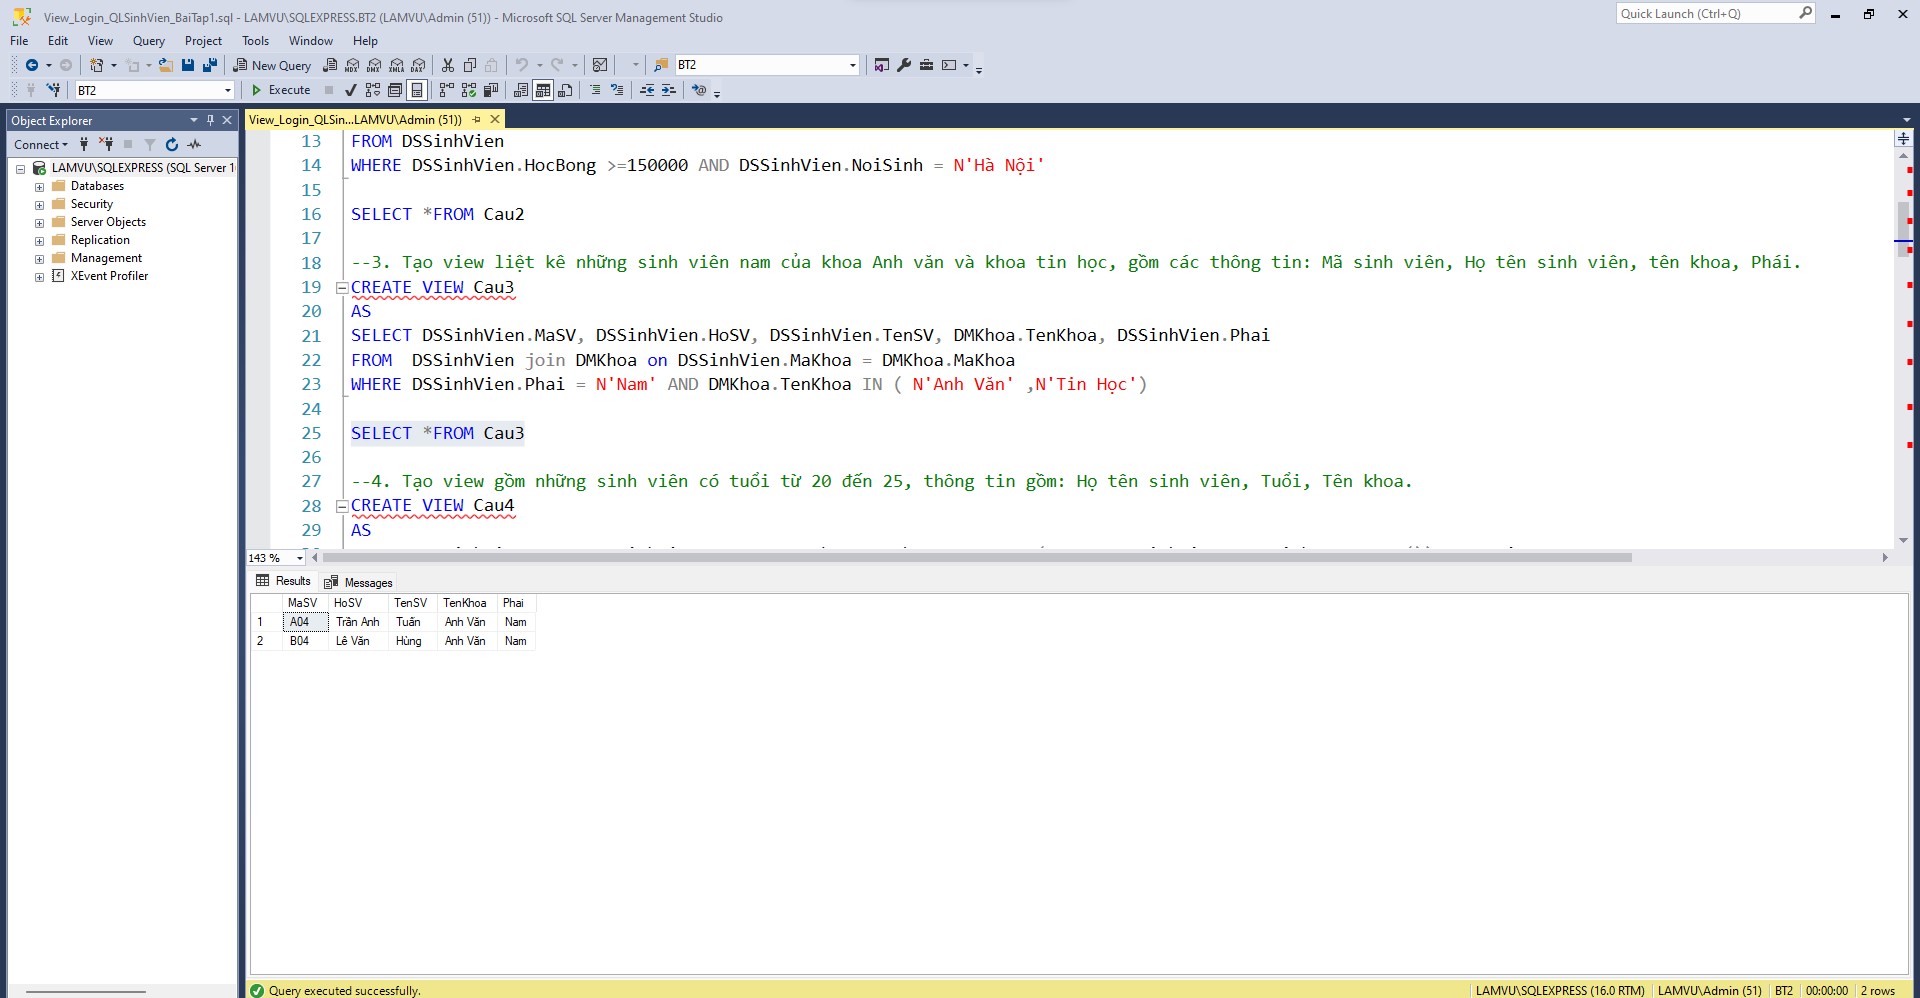 View_Login_QLSinhVien_BaiTap1.sql - LAMVU\SQLEXPRESS.BT2 (LAMVU\Admin (51)) - Microsoft SQL Server Management Studio
Quick Launch (Ctrl+Q)
File Edit View Query Project Tools Window Help
New Query MDX DMX XMLA DAX BT2
BT2 Execute
Object Explorer
Connect
LAMVU\SQLEXPRESS (SQL Server 1
Databases
Security
Server Objects
Replication
Management
XEvent Profiler
View_Login_QLSin...LAMVU\Admin (51))
13 FROM DSSinhVien
14 WHERE DSSinhVien.HocBong >=150000 AND DSSinhVien.NoiSinh = N'Hà Nội'
15
16 SELECT *FROM Cau2
17
18 --3. Tạo view liệt kê những sinh viên nam của khoa Anh văn và khoa tin học, gồm các thông tin: Mã sinh viên, Họ tên sinh viên, tên khoa, Phái.
19 CREATE VIEW Cau3
20 AS
21 SELECT DSSinhVien.MaSV, DSSinhVien.HoSV, DSSinhVien.TenSV, DMKhoa.TenKhoa, DSSinhVien.Phai
22 FROM  DSSinhVien join DMKhoa on DSSinhVien.MaKhoa = DMKhoa.MaKhoa
23 WHERE DSSinhVien.Phai = N'Nam' AND DMKhoa.TenKhoa IN ( N'Anh Văn' ,N'Tin Học')
24
25 SELECT *FROM Cau3
26
27 --4. Tạo view gồm những sinh viên có tuổi từ 20 đến 25, thông tin gồm: Họ tên sinh viên, Tuổi, Tên khoa.
28 CREATE VIEW Cau4
29 AS
143 %
Results Messages
MaSV HoSV TenSV TenKhoa Phai
1 A04 Trần Anh Tuấn Anh Văn Nam
2 B04 Lê Văn Hùng Anh Văn Nam
Query executed successfully.
LAMVU\SQLEXPRESS (16.0 RTM) LAMVU\Admin (51) BT2 00:00:00 2 rows